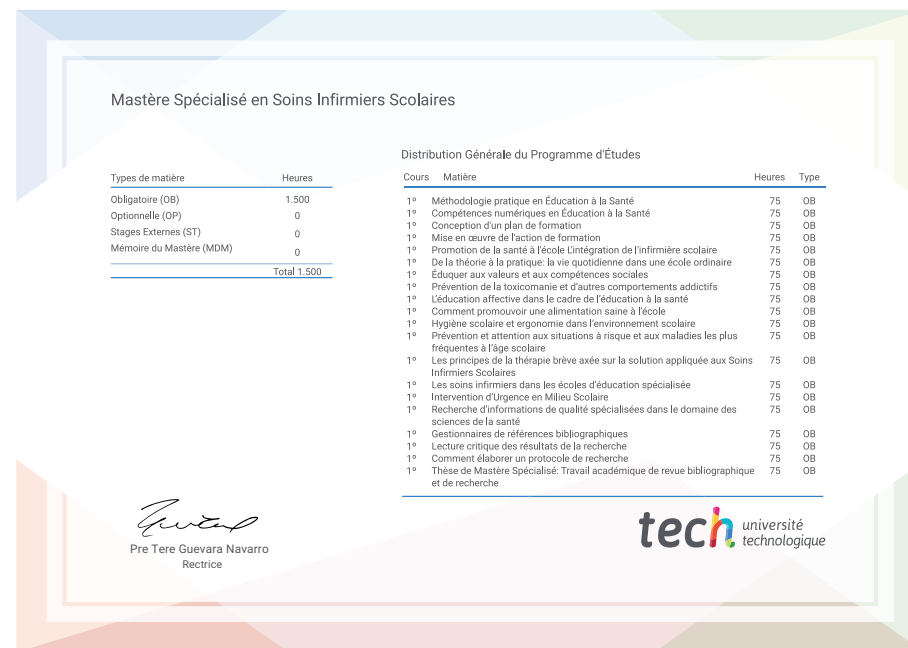 Mastère Spécialisé en Soins Infirmiers Scolaires
Types de matière Heures
Obligatoire (OB) 1.500
Optionnelle (OP) 0
Stages Externes (ST) 0
Mémoire du Mastère (MDM) 0
Total 1.500
Distribution Générale du Programme d'Études
Cours Matière Heures Type
1º Méthodologie pratique en Éducation à la Santé 75 OB
1º Compétences numériques en Éducation à la Santé 75 OB
1º Conception d'un plan de formation 75 OB
1º Mise en œuvre de l'action de formation 75 OB
1º Promotion de la santé à l'école L'intégration de l'infirmière scolaire 75 OB
1º De la théorie à la pratique: la vie quotidienne dans une école ordinaire 75 OB
1º Éduquer aux valeurs et aux compétences sociales 75 OB
1º Prévention de la toxicomanie et d'autres comportements addictifs 75 OB
1º L'éducation affective dans le cadre de l'éducation à la santé 75 OB
1º Comment promouvoir une alimentation saine à l'école 75 OB
1º Hygiène scolaire et ergonomie dans l'environnement scolaire 75 OB
1º Prévention et attention aux situations à risque et aux maladies les plus 75 OB
fréquentes à l'âge scolaire
1º Les principes de la thérapie brève axée sur la solution appliquée aux Soins 75 OB
Infirmiers Scolaires
1º Les soins infirmiers dans les écoles d'éducation spécialisée 75 OB
1º Intervention d'Urgence en Milieu Scolaire 75 OB
1º Recherche d'informations de qualité spécialisées dans le domaine des 75 OB
sciences de la santé
1º Gestionnaires de références bibliographiques 75 OB
1º Lecture critique des résultats de la recherche 75 OB
1º Comment élaborer un protocole de recherche 75 OB
1º Thèse de Mastère Spécialisé: Travail académique de revue bibliographique 75 OB
et de recherche
Pre Tere Guevara Navarro
Rectrice
tech université
technologique